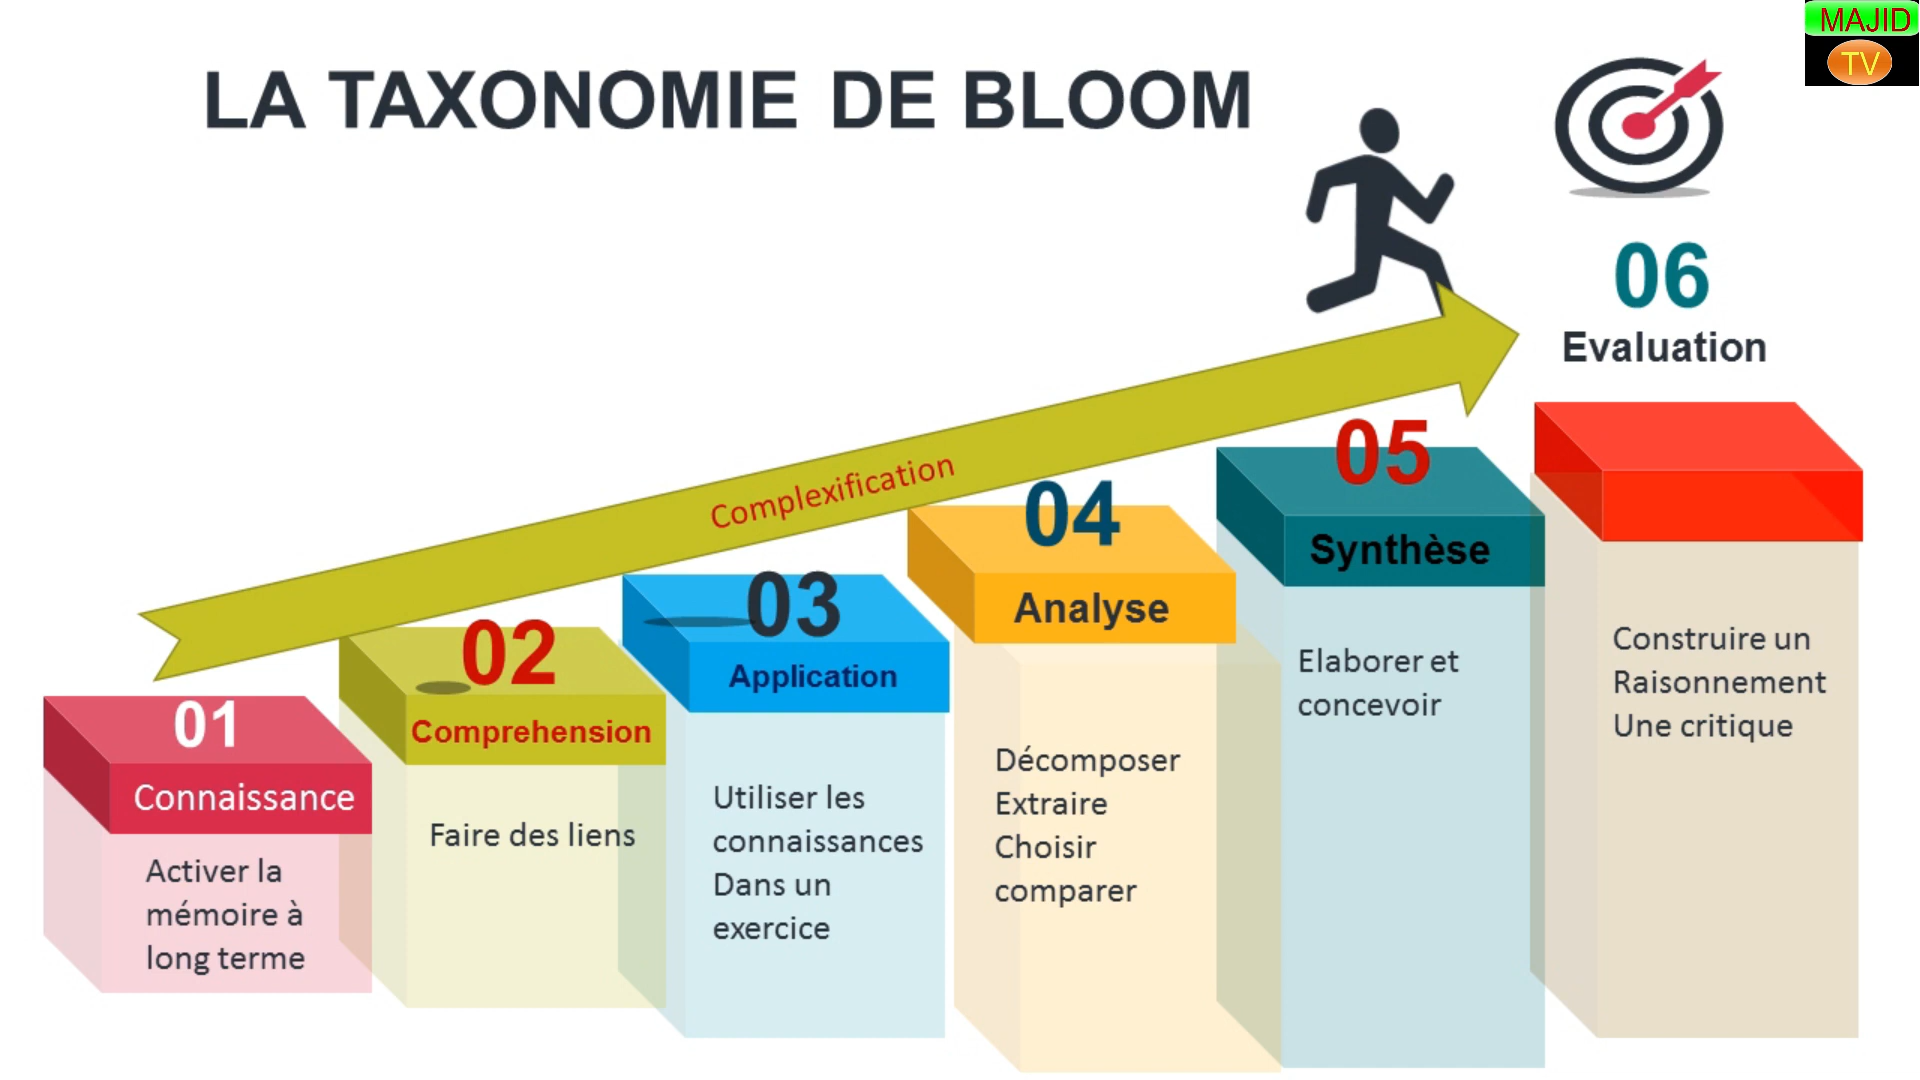 MAJID
TV
LA TAXONOMIE DE BLOOM
Complexification
01
Connaissance
Activer la
mémoire à
long terme
02
Comprehension
Faire des liens
03
Application
Utiliser les
connaissances
Dans un
exercice
04
Analyse
Décomposer
Extraire
Choisir
comparer
05
Synthèse
Elaborer et
concevoir
06
Evaluation
Construire un
Raisonnement
Une critique